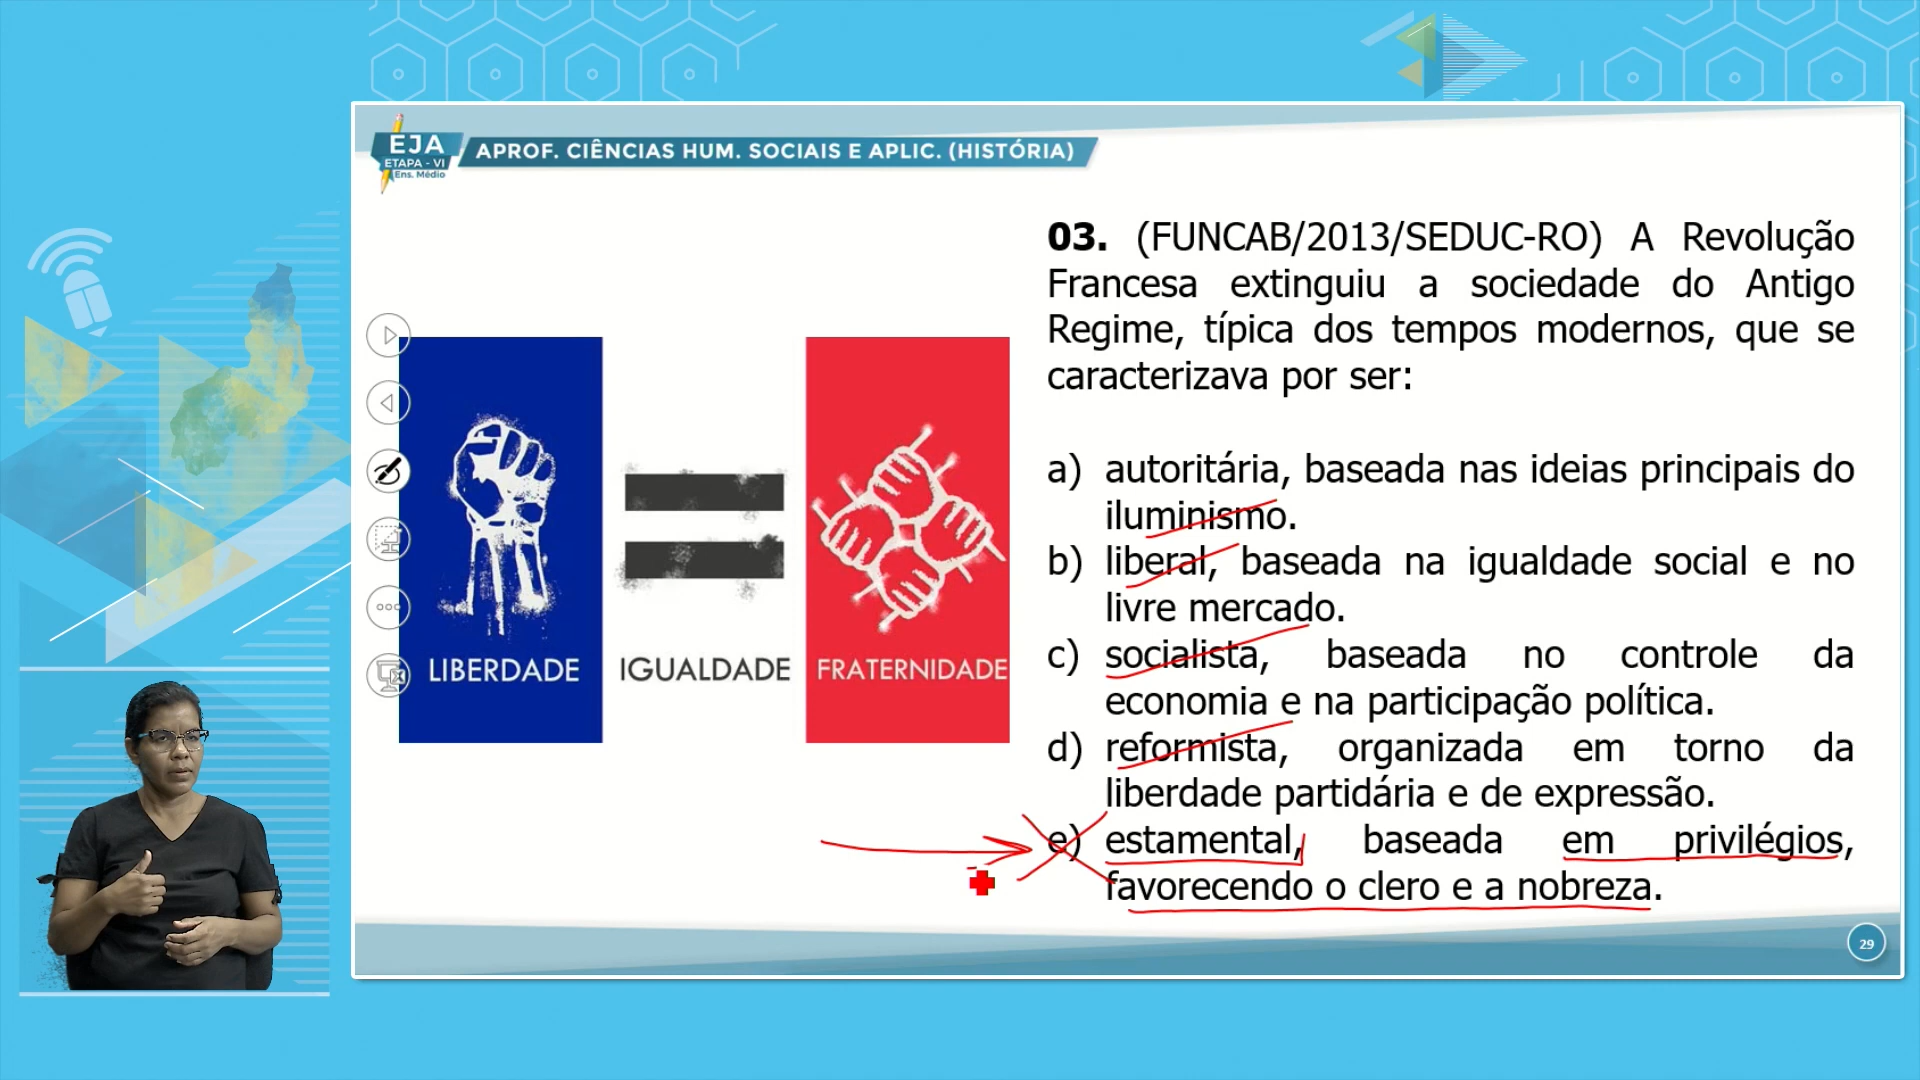 EJA
ETAPA - VI
Ens. Médio
APROF. CIÊNCIAS HUM. SOCIAIS E APLIC. (HISTÓRIA)
LIBERDADE
IGUALDADE
FRATERNIDADE
03. (FUNCAB/2013/SEDUC-RO) A Revolução
Francesa extinguiu a sociedade do Antigo
Regime, típica dos tempos modernos, que se
caracterizava por ser:
a) autoritária, baseada nas ideias principais do
iluminismo.
b) liberal, baseada na igualdade social e no
livre mercado.
c) socialista, baseada no controle da
economia e na participação política.
d) reformista, organizada em torno da
liberdade partidária e de expressão.
e) estamental, baseada em privilégios,
favorecendo o clero e a nobreza.
29